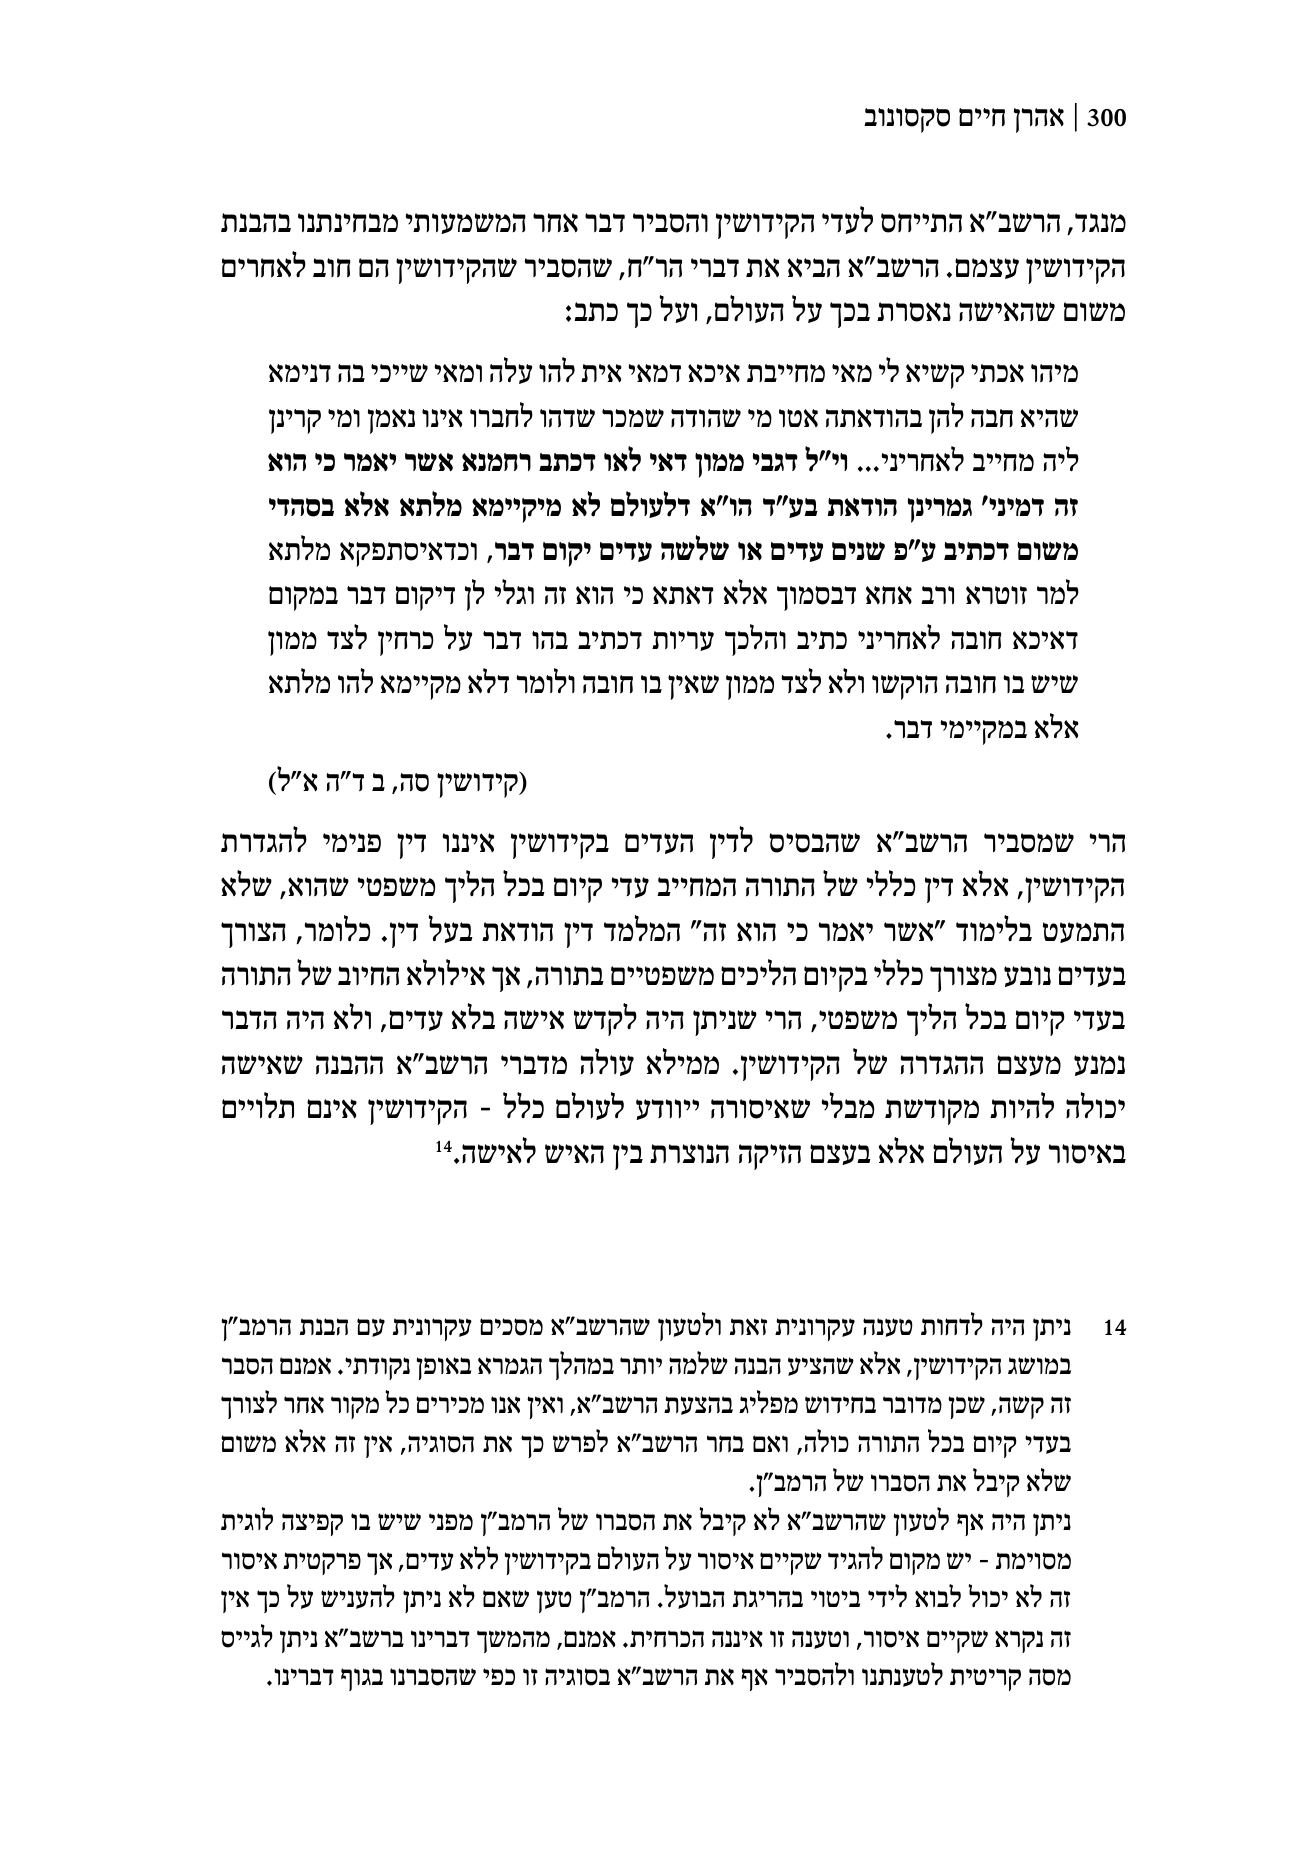 300 | אהרן חיים סקסונוב
מנגד, הרשב"א התייחס לעדי הקידושין והסביר דבר אחר המשמעותי מבחינתנו בהבנת
הקידושין עצמם. הרשב"א הביא את דברי הר"ח, שהסביר שהקידושין הם חוב לאחרים
משום שהאישה נאסרת בכך על העולם, ועל כך כתב:
מיהו אכתי קשיא לי מאי מחייבת איכא דמאי אית להו עלה ומאי שייכי בה דנימא
שהיא חבה להן בהודאתה אטו מי שהודה שמכר שדהו לחברו אינו נאמן ומי קרינן
ליה מחייב לאחריני... וי"ל דגבי ממון דאי לאו דכתב רחמנא אשר יאמר כי הוא
זה דמיני' גמרינן הודאת בע"ד הו"א דלעולם לא מיקיימא מלתא אלא בסהדי
משום דכתיב ע"פ שנים עדים או שלשה עדים יקום דבר, וכדאיסתפקא מלתא
למר זוטרא ורב אחא דבסמוך אלא דאתא כי הוא זה וגלי לן דיקום דבר במקום
דאיכא חובה לאחריני כתיב והלכך עריות דכתיב בהו דבר על כרחין לצד ממון
שיש בו חובה הוקשו ולא לצד ממון שאין בו חובה ולומר דלא מקיימא להו מלתא
אלא במקיימי דבר.
(קידושין סה, ב ד"ה א"ל)
הרי שמסביר הרשב"א שהבסיס לדין העדים בקידושין איננו דין פנימי להגדרת
הקידושין, אלא דין כללי של התורה המחייב עדי קיום בכל הליך משפטי שהוא, שלא
התמעט בלימוד "אשר יאמר כי הוא זה" המלמד דין הודאת בעל דין. כלומר, הצורך
בעדים נובע מצורך כללי בקיום הליכים משפטיים בתורה, אך אילולא החיוב של התורה
בעדי קיום בכל הליך משפטי, הרי שניתן היה לקדש אישה בלא עדים, ולא היה הדבר
נמנע מעצם ההגדרה של הקידושין. ממילא עולה מדברי הרשב"א ההבנה שאישה
יכולה להיות מקודשת מבלי שאיסורה ייוודע לעולם כלל - הקידושין אינם תלויים
באיסור על העולם אלא בעצם הזיקה הנוצרת בין האיש לאישה.14
14 ניתן היה לדחות טענה עקרונית זאת ולטעון שהרשב"א מסכים עקרונית עם הבנת הרמב"ן
במושג הקידושין, אלא שהציע הבנה שלמה יותר במהלך הגמרא באופן נקודתי. אמנם הסבר
זה קשה, שכן מדובר בחידוש מפליג בהצעת הרשב"א, ואין אנו מכירים כל מקור אחר לצורך
בעדי קיום בכל התורה כולה, ואם בחר הרשב"א לפרש כך את הסוגיה, אין זה אלא משום
שלא קיבל את הסברו של הרמב"ן.
ניתן היה אף לטעון שהרשב"א לא קיבל את הסברו של הרמב"ן מפני שיש בו קפיצה לוגית
מסוימת - יש מקום להגיד שקיים איסור על העולם בקידושין ללא עדים, אך פרקטית איסור
זה לא יכול לבוא לידי ביטוי בהריגת הבועל. הרמב"ן טען שאם לא ניתן להעניש על כך אין
זה נקרא שקיים איסור, וטענה זו איננה הכרחית. אמנם, מהמשך דברינו ברשב"א ניתן לגייס
מסה קריטית לטענתנו ולהסביר אף את הרשב"א בסוגיה זו כפי שהסברנו בגוף דברינו.